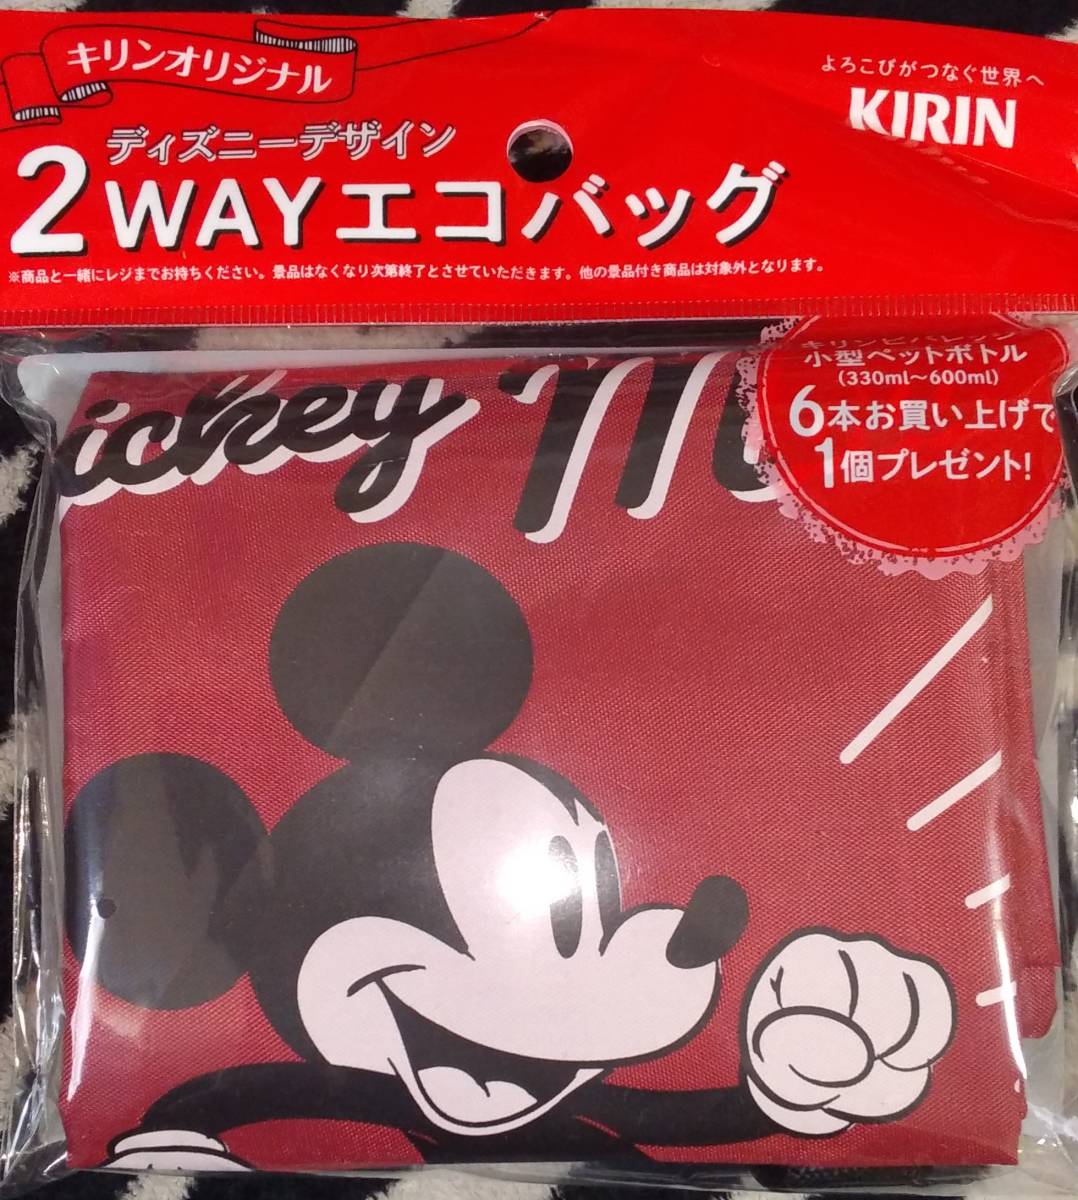 キリンオリジナル
よろこびがつなぐ世界へ
KIRIN
ディズニーデザイン
2WAYエコバッグ
※商品と一緒にレジまでお持ちください。景品はなくなり次第終了とさせていただきます。他の景品付き商品は対象外となります。
小型ペットボトル
(330ml〜600ml)
6本お買い上げで
1個プレゼント!
ickey M